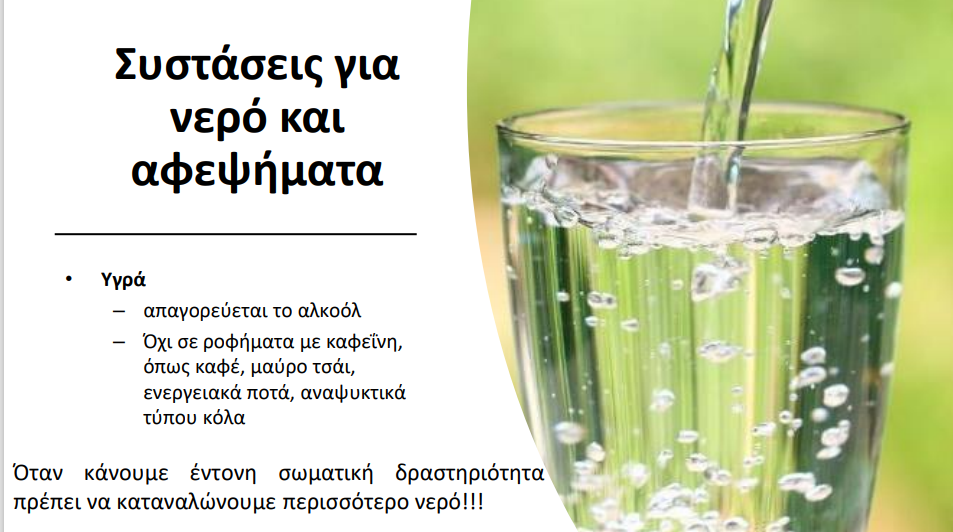 Συστάσεις για
νερό και
αφεψήματα
• Υγρά
– απαγορεύεται το αλκοόλ
– Όχι σε ροφήματα με καφεΐνη,
όπως καφέ, μαύρο τσάι,
ενεργειακά ποτά, αναψυκτικά
τύπου κόλα
Όταν κάνουμε έντονη σωματική δραστηριότητα
πρέπει να καταναλώνουμε περισσότερο νερό!!!